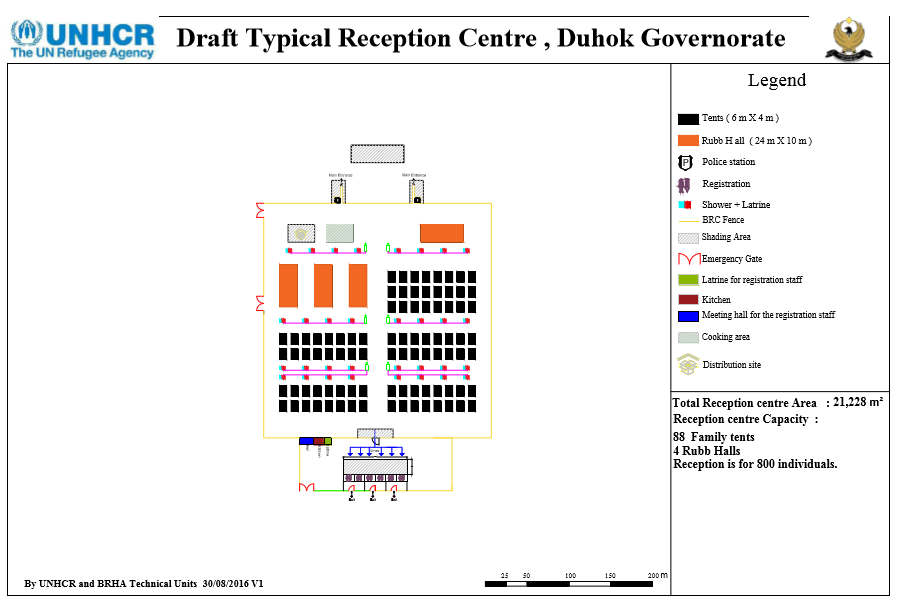 UNHCR
The UN Refugee Agency
Draft Typical Reception Centre , Duhok Governorate
Legend
Tents ( 6 m X 4 m )
Rubb H all ( 24 m X 10 m )
P
Police station
Registration
Shower + Latrine
BRC Fence
Shading Area
Emergency Gate
Latrine for registration staff
Kitchen
Meeting hall for the registration staff
Cooking area
Distribution site
Total Reception centre Area : 21,228 m²
Reception centre Capacity :
88 Family tents
4 Rubb Halls
Reception is for 800 individuals.
Main Entrance
Main Entrance
By UNHCR and BRHA Technical Units 30/08/2016 V1
25 50 100 150 200 m